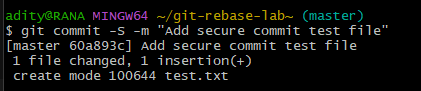 adity@RANA MINGW64 ~/git-rebase-lab~ (master)
$ git commit -S -m "Add secure commit test file"
[master 60a893c] Add secure commit test file
 1 file changed, 1 insertion(+)
 create mode 100644 test.txt